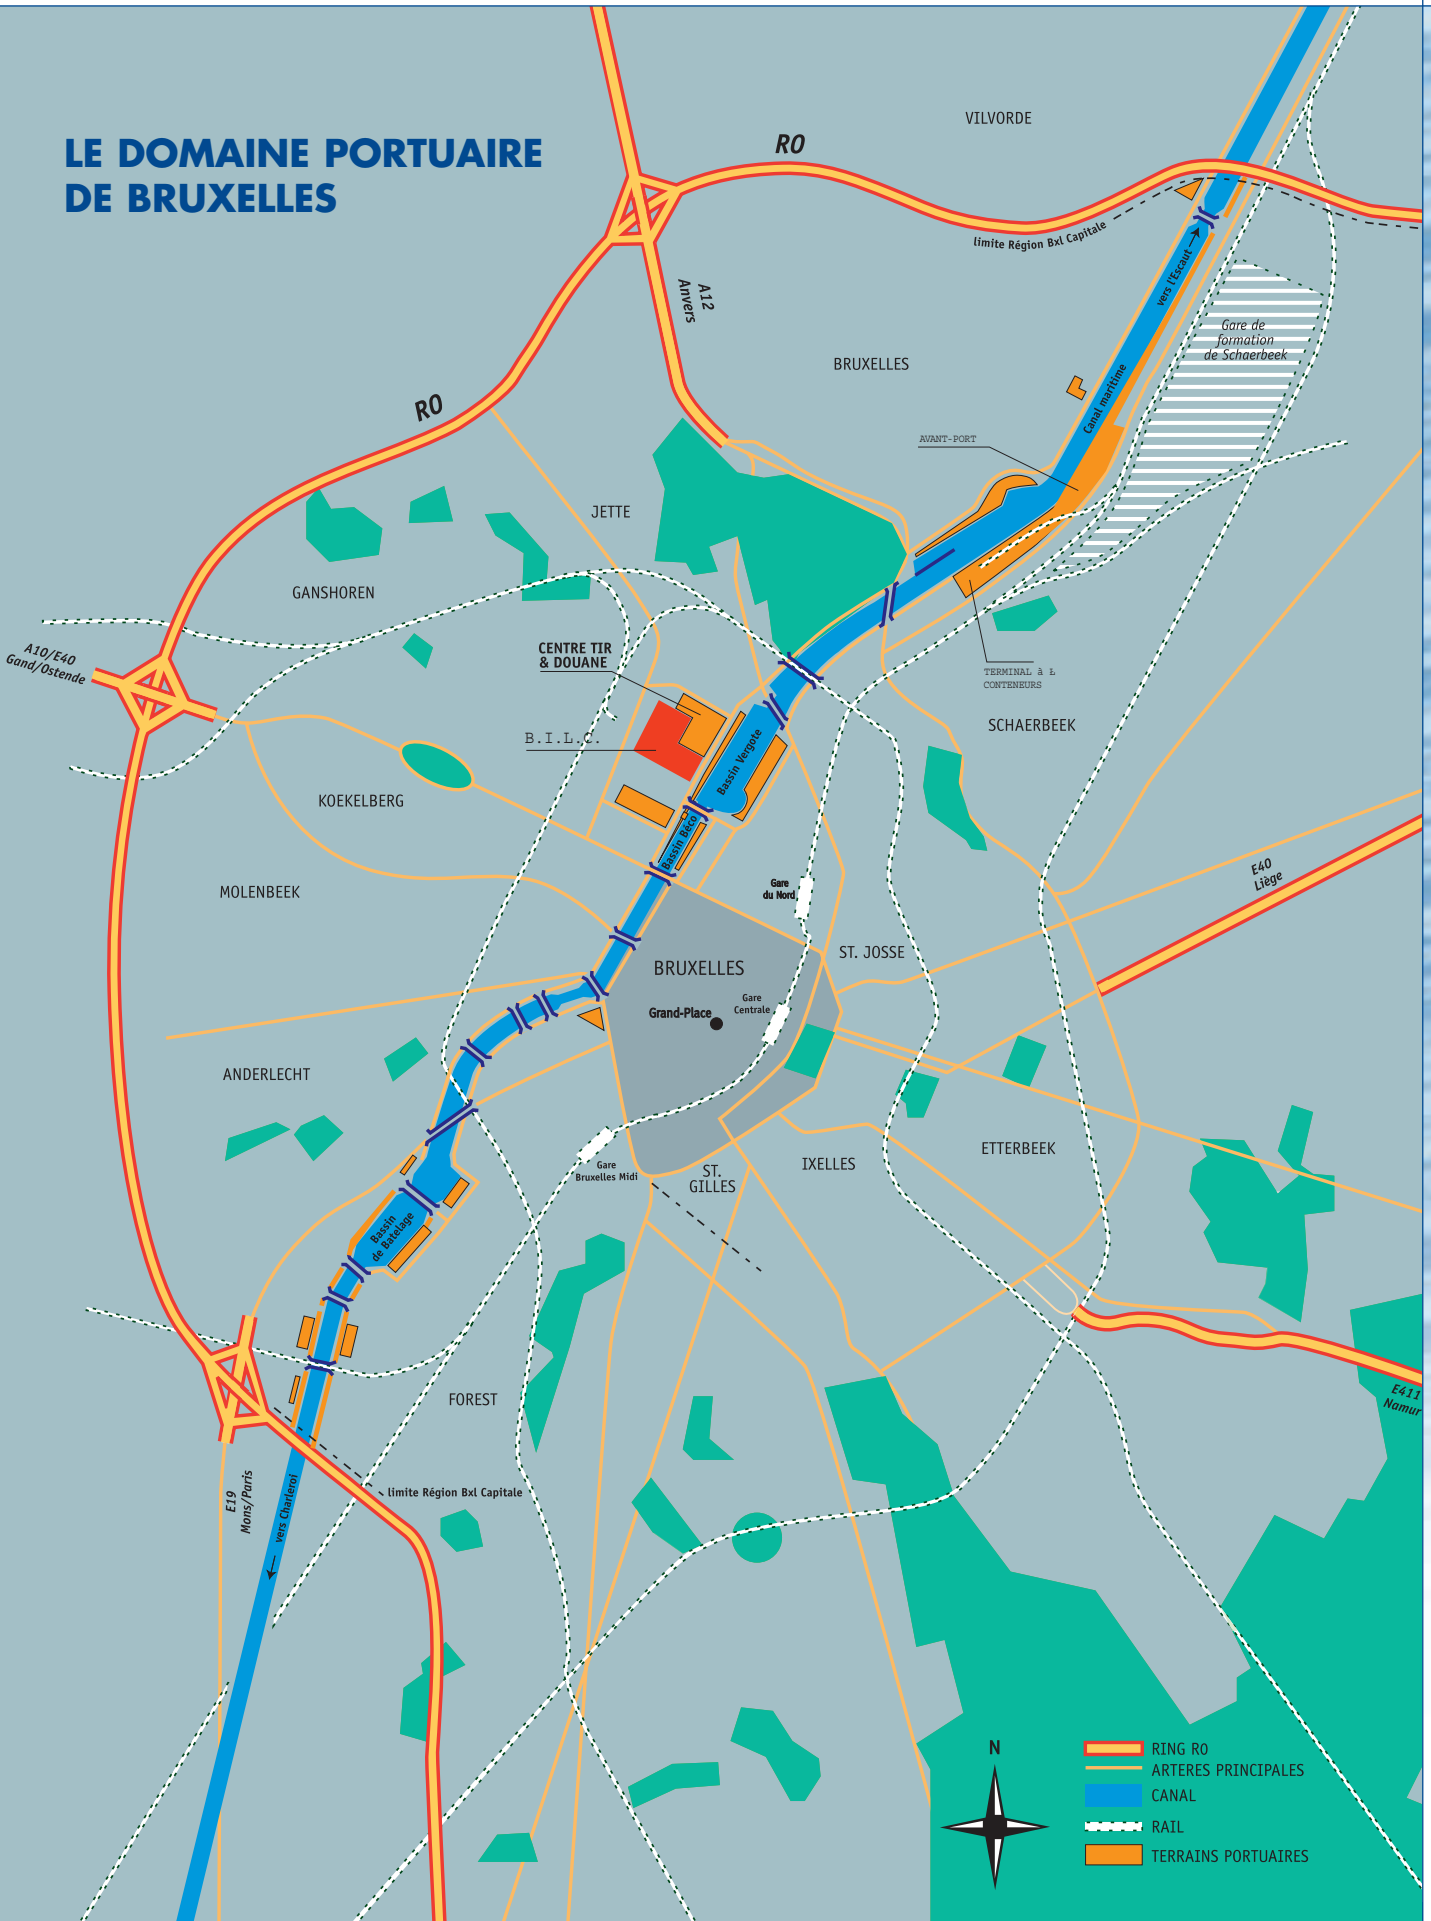 LE DOMAINE PORTUAIRE
DE BRUXELLES
VILVORDE
RO
limite Région Bxl Capitale
vers l'Escaut
A12
Anvers
Gare de
formation
de Schaerbeek
BRUXELLES
Canal maritime
RO
AVANT-PORT
JETTE
GANSHOREN
A10/E40
Gand/Ostende
CENTRE TIR
& DOUANE
TERMINAL à Ł
CONTENEURS
SCHAERBEEK
B.I.L.C.
Bassin Vergote
KOEKELBERG
Bassin Béco
E40
Liège
Gare
du Nord
MOLENBEEK
ST. JOSSE
BRUXELLES
Gare
Centrale
Grand-Place
ANDERLECHT
ETTERBEEK
IXELLES
Gare
Bruxelles Midi
ST.
GILLES
Bassin
de Batelage
FOREST
E411
Namur
limite Région Bxl Capitale
E19
Mons/Paris
vers Charleroi
N
RING RO
ARTERES PRINCIPALES
CANAL
RAIL
TERRAINS PORTUAIRES